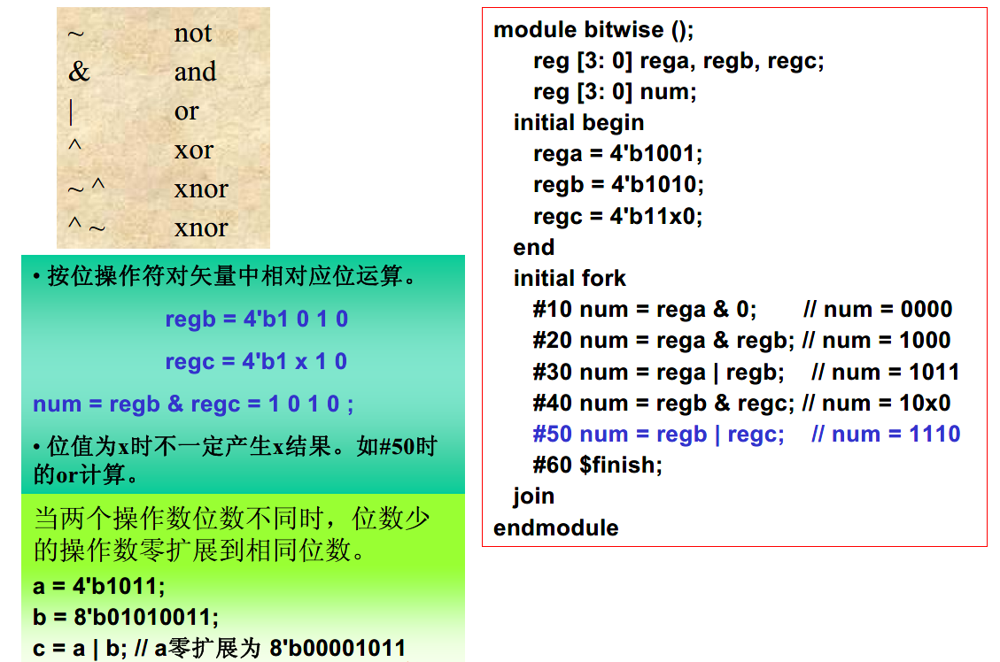 ~ not
& and
| or
^ xor
~ ^ xnor
^ ~ xnor
• 按位操作符对矢量中相对应位运算。
regb = 4'b1 0 1 0
regc = 4'b1 x 1 0
num = regb & regc = 1 0 1 0 ;
• 位值为x时不一定产生x结果。如#50时
的or计算。
当两个操作数位数不同时，位数少
的操作数零扩展到相同位数。
a = 4'b1011;
b = 8'b01010011;
c = a | b; // a零扩展为 8'b00001011
module bitwise ();
reg [3: 0] rega, regb, regc;
reg [3: 0] num;
initial begin
rega = 4'b1001;
regb = 4'b1010;
regc = 4'b11x0;
end
initial fork
#10 num = rega & 0; // num = 0000
#20 num = rega & regb; // num = 1000
#30 num = rega | regb; // num = 1011
#40 num = regb & regc; // num = 10x0
#50 num = regb | regc; // num = 1110
#60 $finish;
join
endmodule